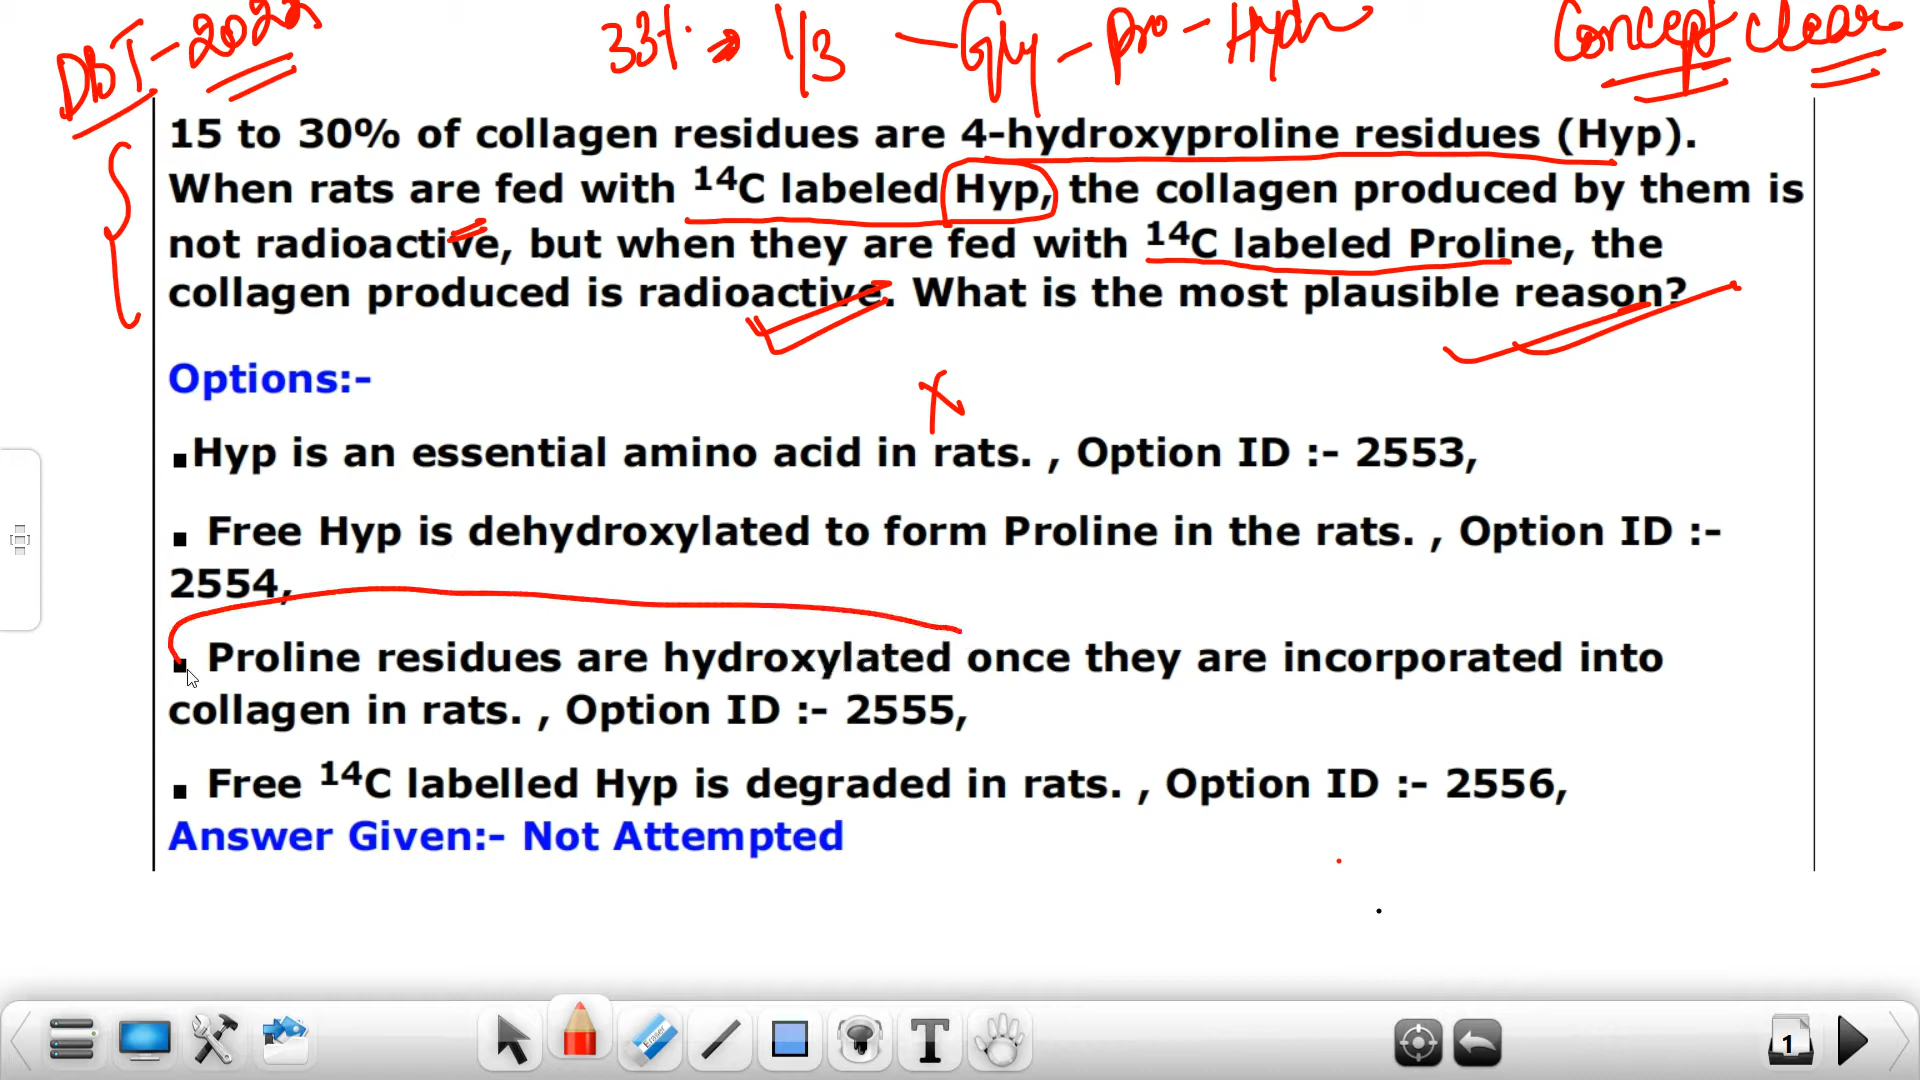 DBT-2022 33% → 1/3 — Gly - Pro - Hydr Concept clear
15 to 30% of collagen residues are 4-hydroxyproline residues (Hyp).
When rats are fed with ¹⁴C labeled Hyp, the collagen produced by them is
not radioactive, but when they are fed with ¹⁴C labeled Proline, the
collagen produced is radioactive. What is the most plausible reason?
Options:-
▪Hyp is an essential amino acid in rats. , Option ID :- 2553,
▪ Free Hyp is dehydroxylated to form Proline in the rats. , Option ID :-
2554,
▪ Proline residues are hydroxylated once they are incorporated into
collagen in rats. , Option ID :- 2555,
▪ Free ¹⁴C labelled Hyp is degraded in rats. , Option ID :- 2556,
Answer Given:- Not Attempted
Eraser
T
1